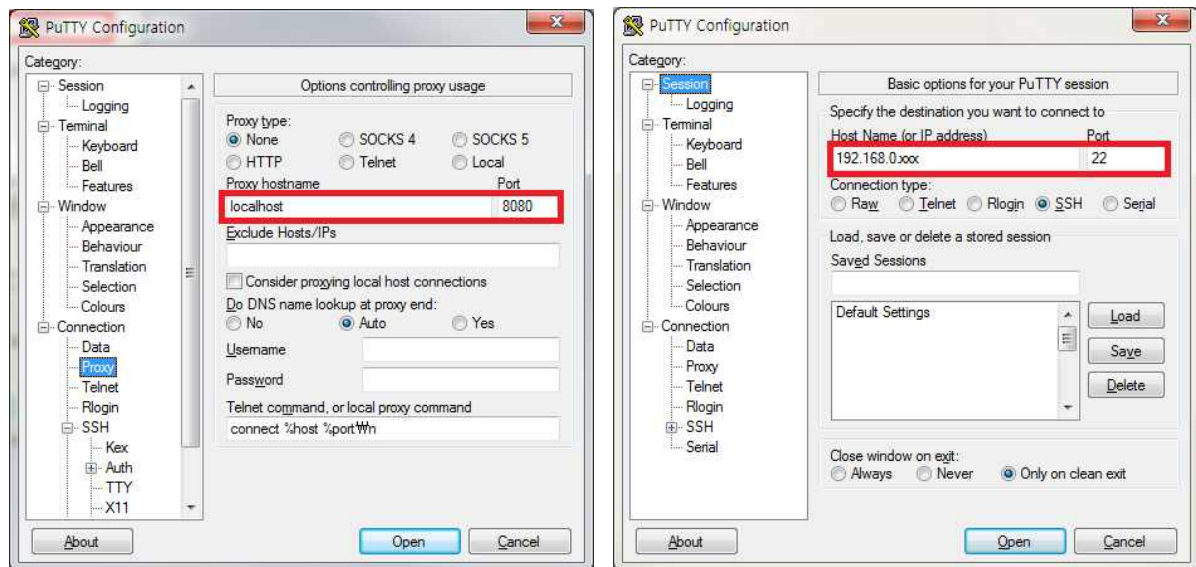 PuTTY Configuration
Category:
Session
Logging
Terminal
Keyboard
Bell
Features
Window
Appearance
Behaviour
Translation
Selection
Colours
Connection
Data
Proxy
Telnet
Rlogin
SSH
Kex
Auth
TTY
X11
Options controlling proxy usage
Proxy type:
None SOCKS 4 SOCKS 5
HTTP Telnet Local
Proxy hostname Port
localhost 8080
Exclude Hosts/IPs
Consider proxying local host connections
Do DNS name lookup at proxy end:
No Auto Yes
Username
Password
Telnet command, or local proxy command
connect %host %port₩n
About Open Cancel
PuTTY Configuration
Category:
Session
Logging
Terminal
Keyboard
Bell
Features
Window
Appearance
Behaviour
Translation
Selection
Colours
Connection
Data
Proxy
Telnet
Rlogin
SSH
Serial
Basic options for your PuTTY session
Specify the destination you want to connect to
Host Name (or IP address) Port
192.168.0.xxx 22
Connection type:
Raw Telnet Rlogin SSH Serial
Load, save or delete a stored session
Saved Sessions
Default Settings
Load
Save
Delete
Close window on exit:
Always Never Only on clean exit
About Open Cancel